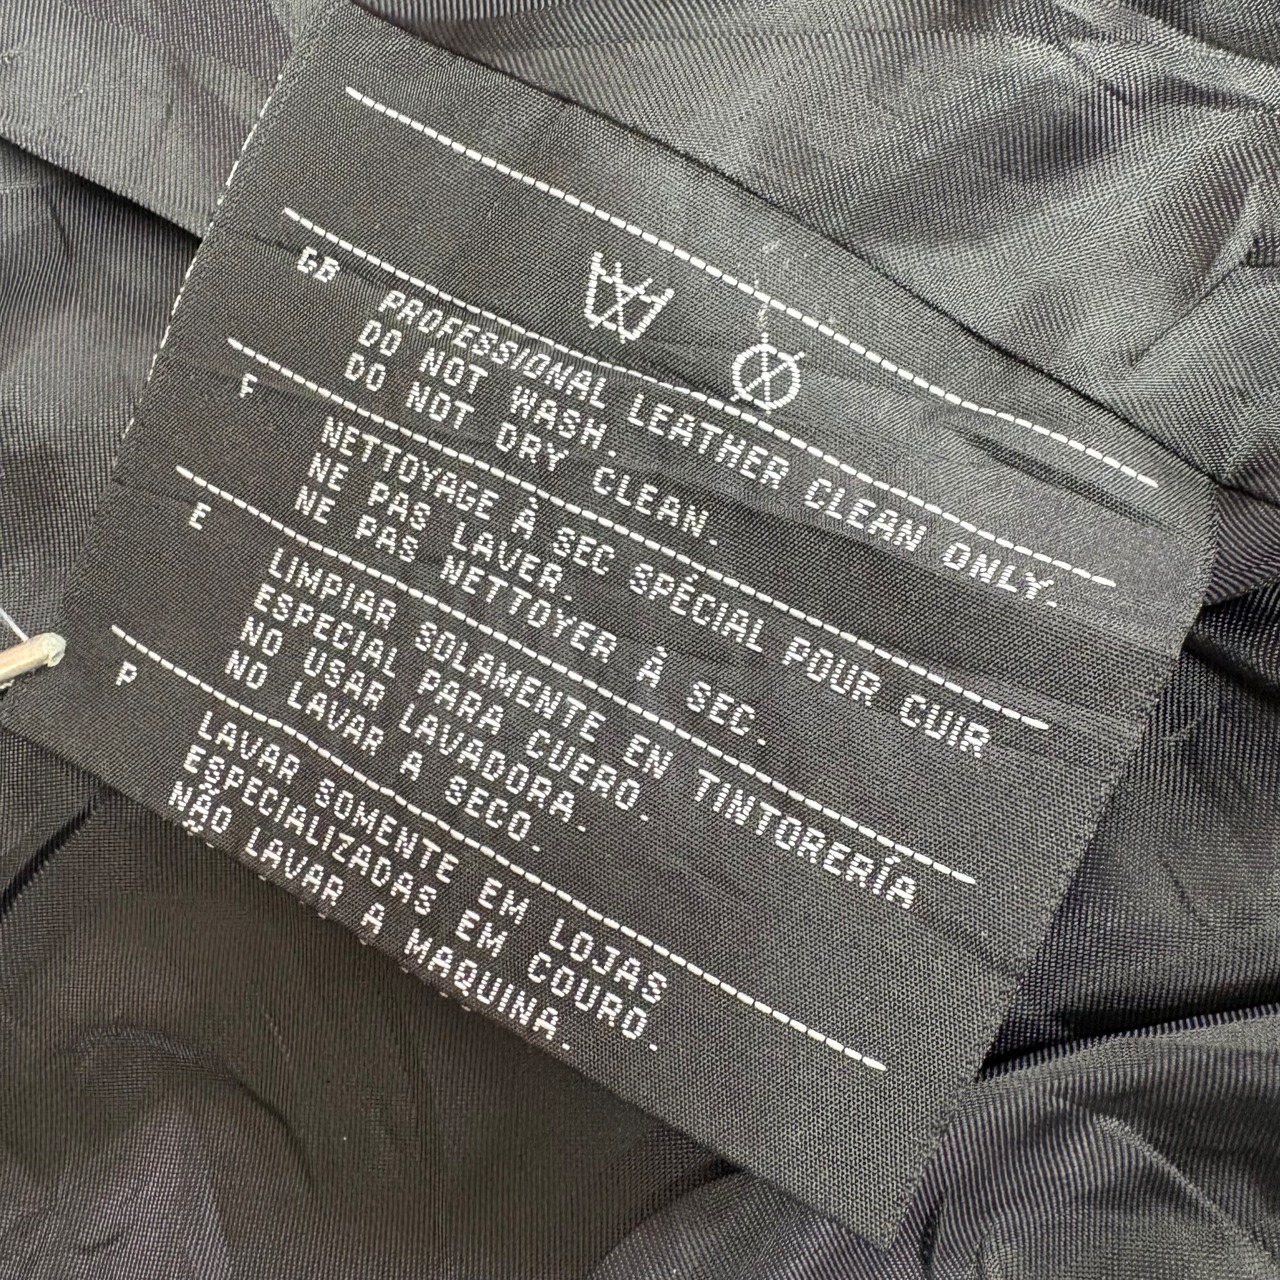 GB
PROFESSIONAL LEATHER CLEAN ONLY.
DO NOT WASH.
DO NOT DRY CLEAN.
F
NETTOYAGE À SEC SPÉCIAL POUR CUIR
NE PAS LAVER.
NE PAS NETTOYER À SEC.
E
LIMPIAR SOLAMENTE EN TINTORERÍA
ESPECIAL PARA CUERO.
NO USAR LAVADORA.
NO LAVAR A SECO.
P
LAVAR SOMENTE EM LOJAS
ESPECIALIZADAS EM COURO.
NÃO LAVAR A MAQUINA.